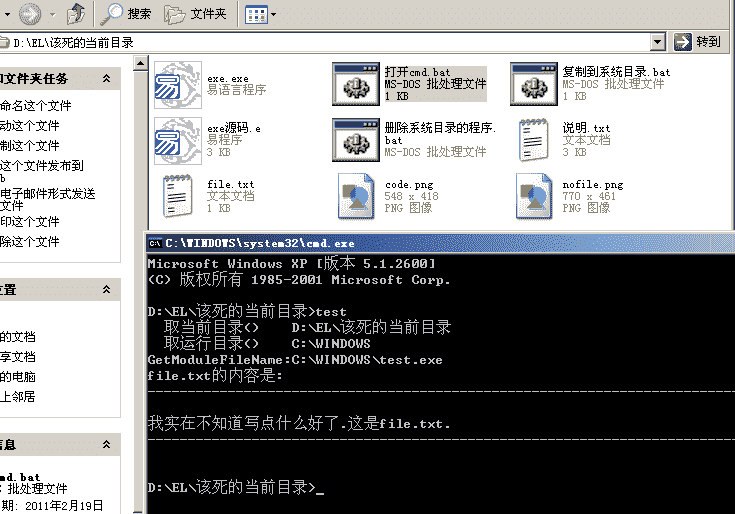 搜索
文件夹
D:\EL\该死的当前目录
转到
和文件夹任务
命名这个文件
动这个文件
制这个文件
这个文件发布到
b
电子邮件形式发送
文件
印这个文件
除这个文件
位置
的文档
享文档
的电脑
上邻居
信息
md.bat
: 批处理文件
期: 2011年2月19日
exe.exe
易语言程序
打开cmd.bat
MS-DOS 批处理文件
1 KB
复制到系统目录.bat
MS-DOS 批处理文件
1 KB
exe源码.e
易程序
3 KB
删除系统目录的程序.
bat
MS-DOS 批处理文件
说明.txt
文本文档
3 KB
file.txt
文本文档
1 KB
code.png
548 x 418
PNG 图像
nofile.png
770 x 461
PNG 图像
C:\WINDOWS\system32\cmd.exe
Microsoft Windows XP [版本 5.1.2600]
(C) 版权所有 1985-2001 Microsoft Corp.
D:\EL\该死的当前目录>test
取当前目录() D:\EL\该死的当前目录
取运行目录() C:\WINDOWS
GetModuleFileName:C:\WINDOWS\test.exe
file.txt的内容是:
我实在不知道写点什么好了.这是file.txt.
D:\EL\该死的当前目录>_